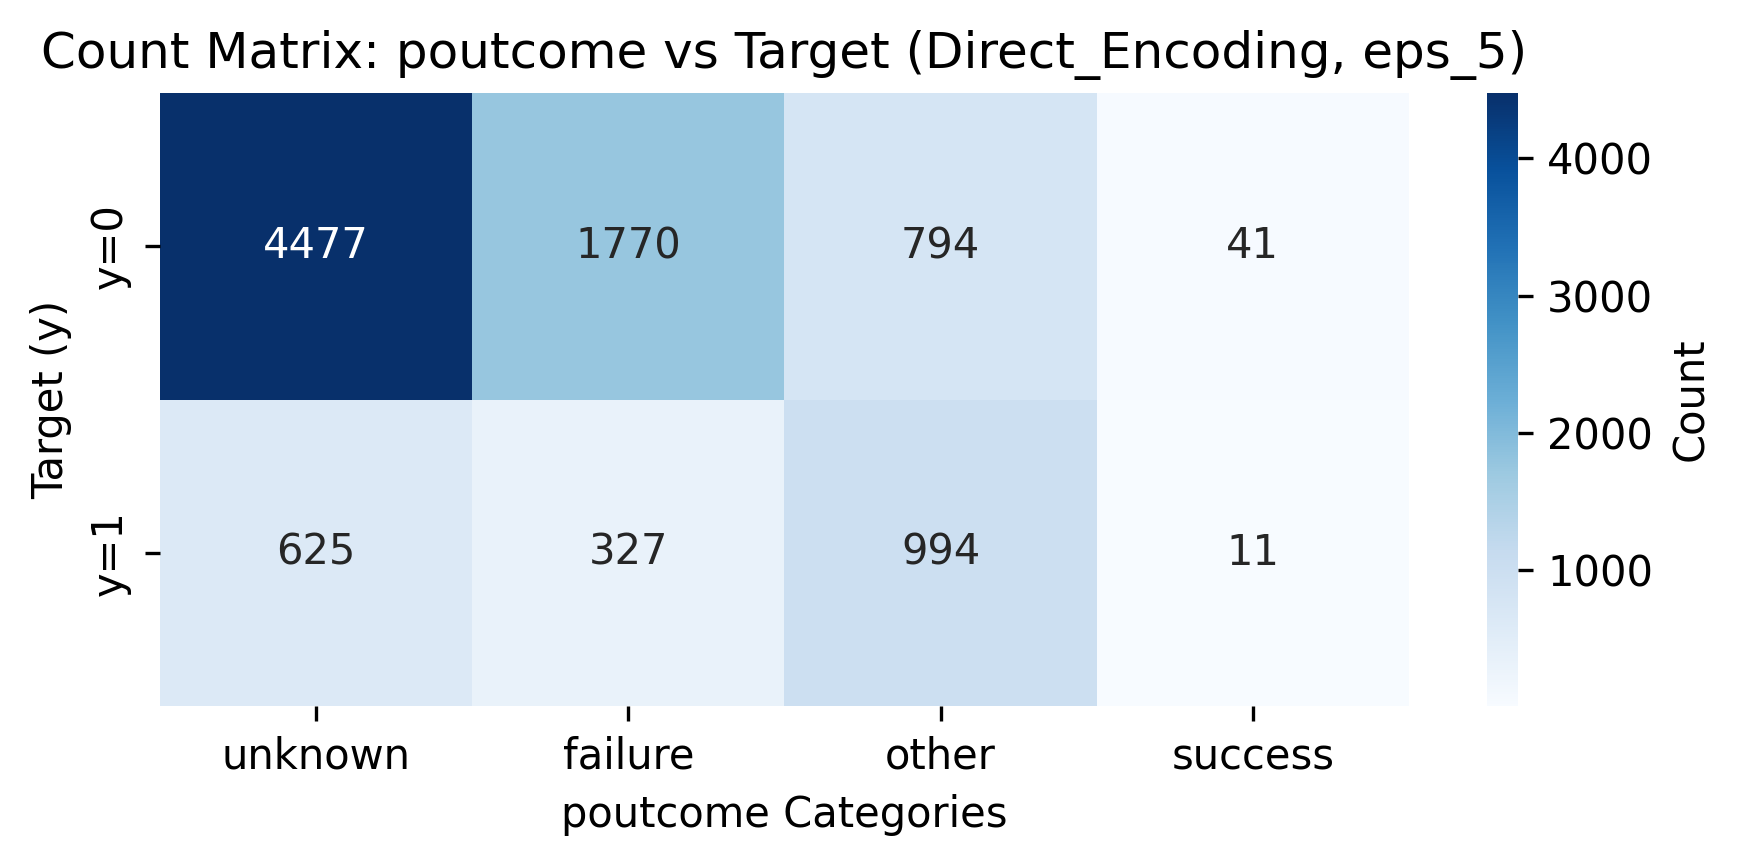 Count Matrix: poutcome vs Target (Direct_Encoding, eps_5)
Target (y)
y=0
4477 1770 794 41
y=1
625 327 994 11
unknown failure other success
poutcome Categories
4000
3000
2000
1000
Count